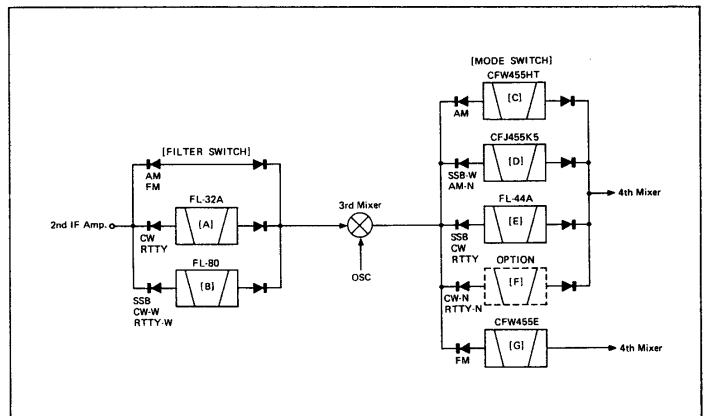 [FILTER SWITCH]
AM
FM
FL-32A
[A]
2nd IF Amp.
CW
RTTY
FL-80
[B]
SSB
CW-W
RTTY-W
3rd Mixer
OSC
[MODE SWITCH]
CFW455HT
[C]
AM
CFJ455K5
[D]
SSB-W
AM-N
4th Mixer
FL-44A
[E]
SSB
CW
RTTY
OPTION
[F]
CW-N
RTTY-N
CFW455E
[G]
FM
4th Mixer